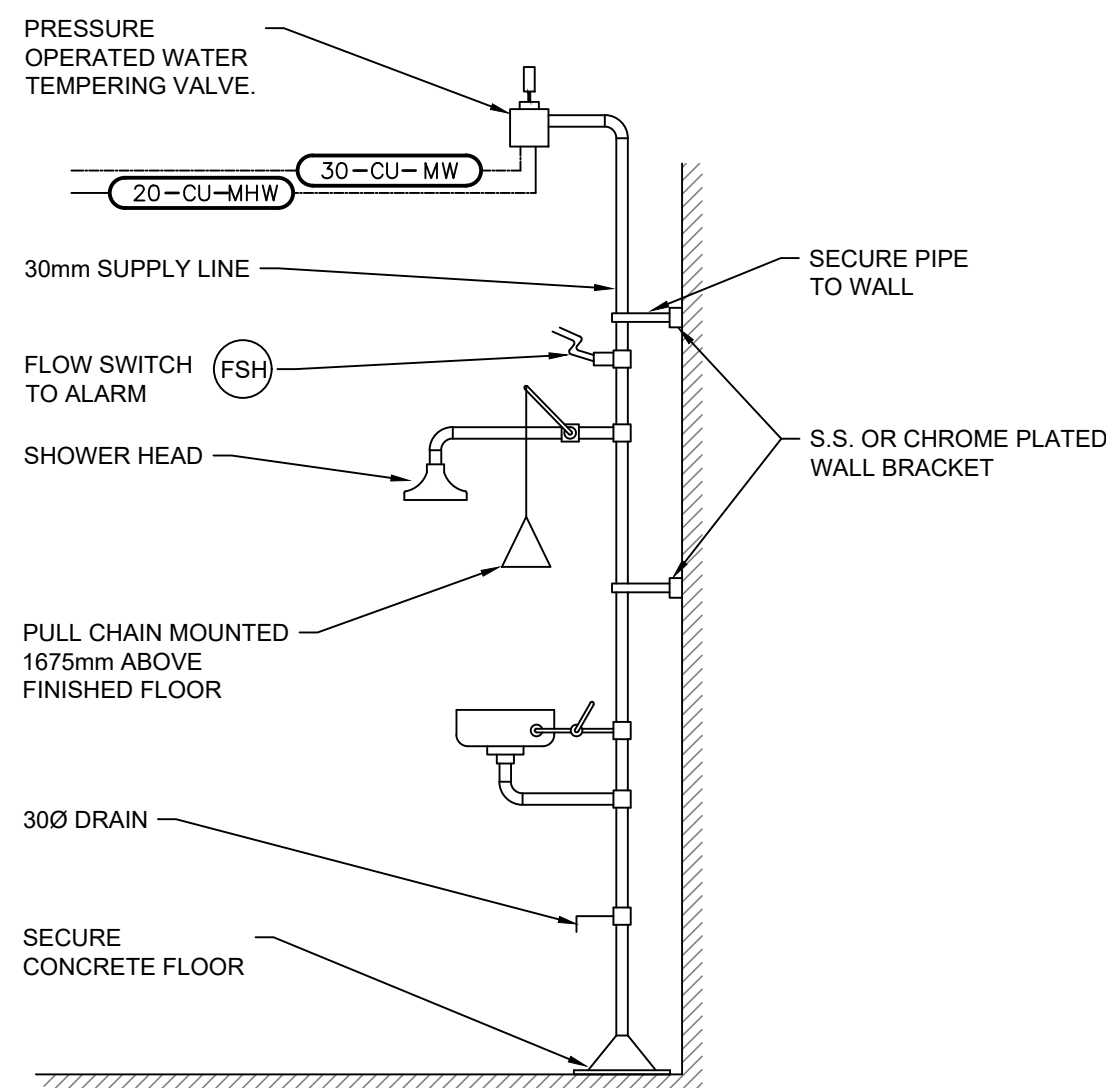 PRESSURE
OPERATED WATER
TEMPERING VALVE.
30-CU-MW
20-CU-MHW
30mm SUPPLY LINE
SECURE PIPE
TO WALL
FLOW SWITCH
TO ALARM
FSH
SHOWER HEAD
S.S. OR CHROME PLATED
WALL BRACKET
PULL CHAIN MOUNTED
1675mm ABOVE
FINISHED FLOOR
30Ø DRAIN
SECURE
CONCRETE FLOOR